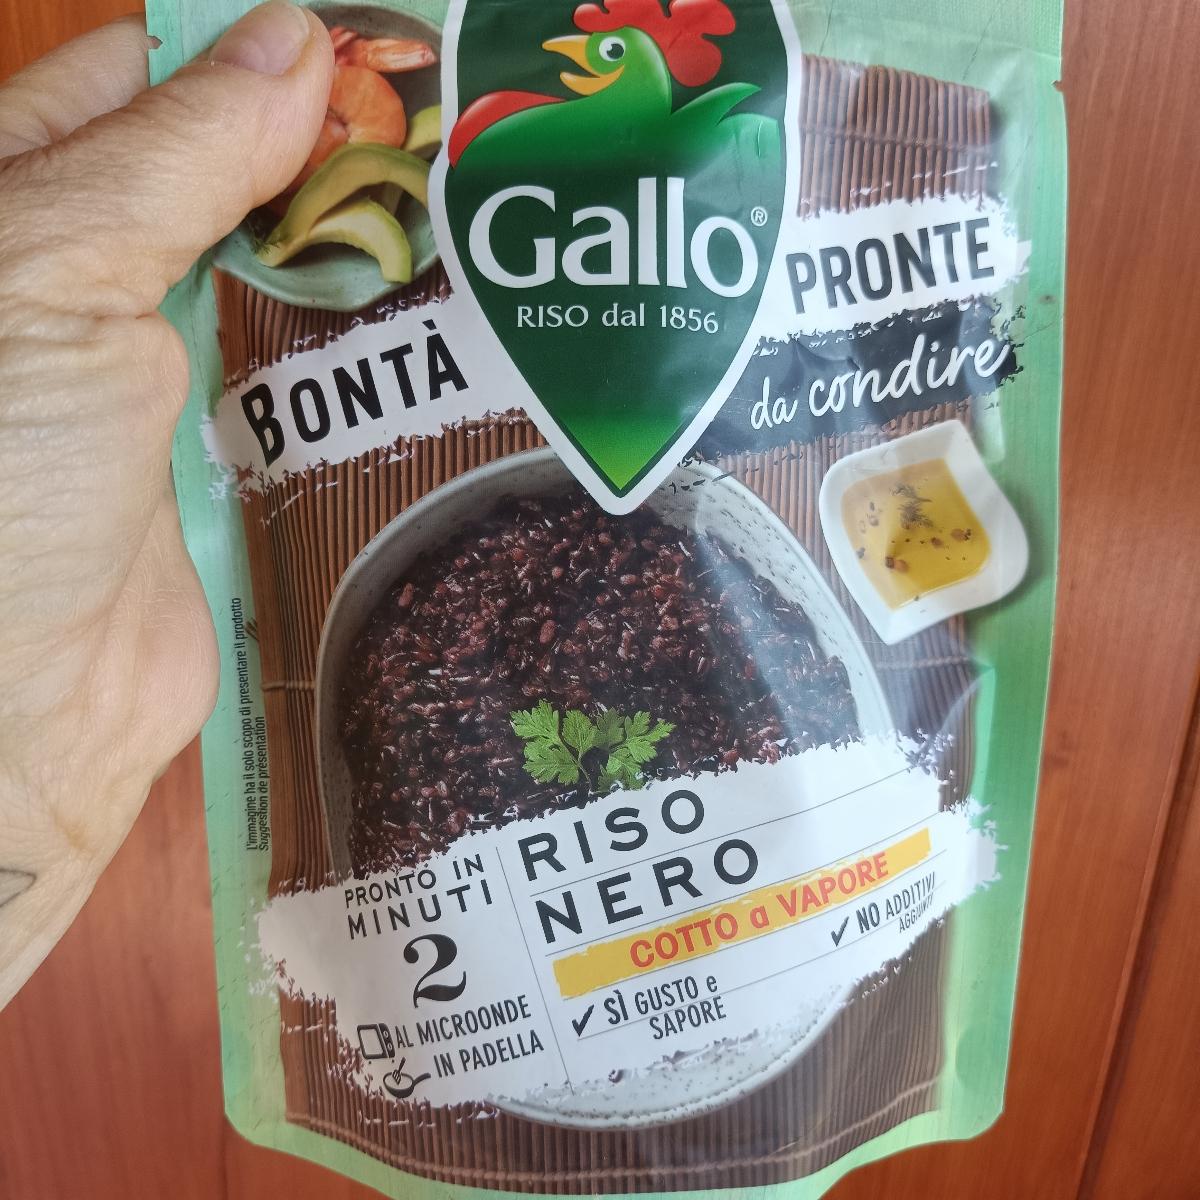 Gallo®
RISO dal 1856
BONTÀ
PRONTE
da condire
L'immagine ha il solo scopo di presentare il prodotto
Suggestion de présentation
RISO
NERO
COTTO a VAPORE
PRONTO IN
MINUTI
2
AL MICROONDE
IN PADELLA
✔ SÌ GUSTO e
SAPORE
✔ NO ADDITIVI
AGGIUNTI